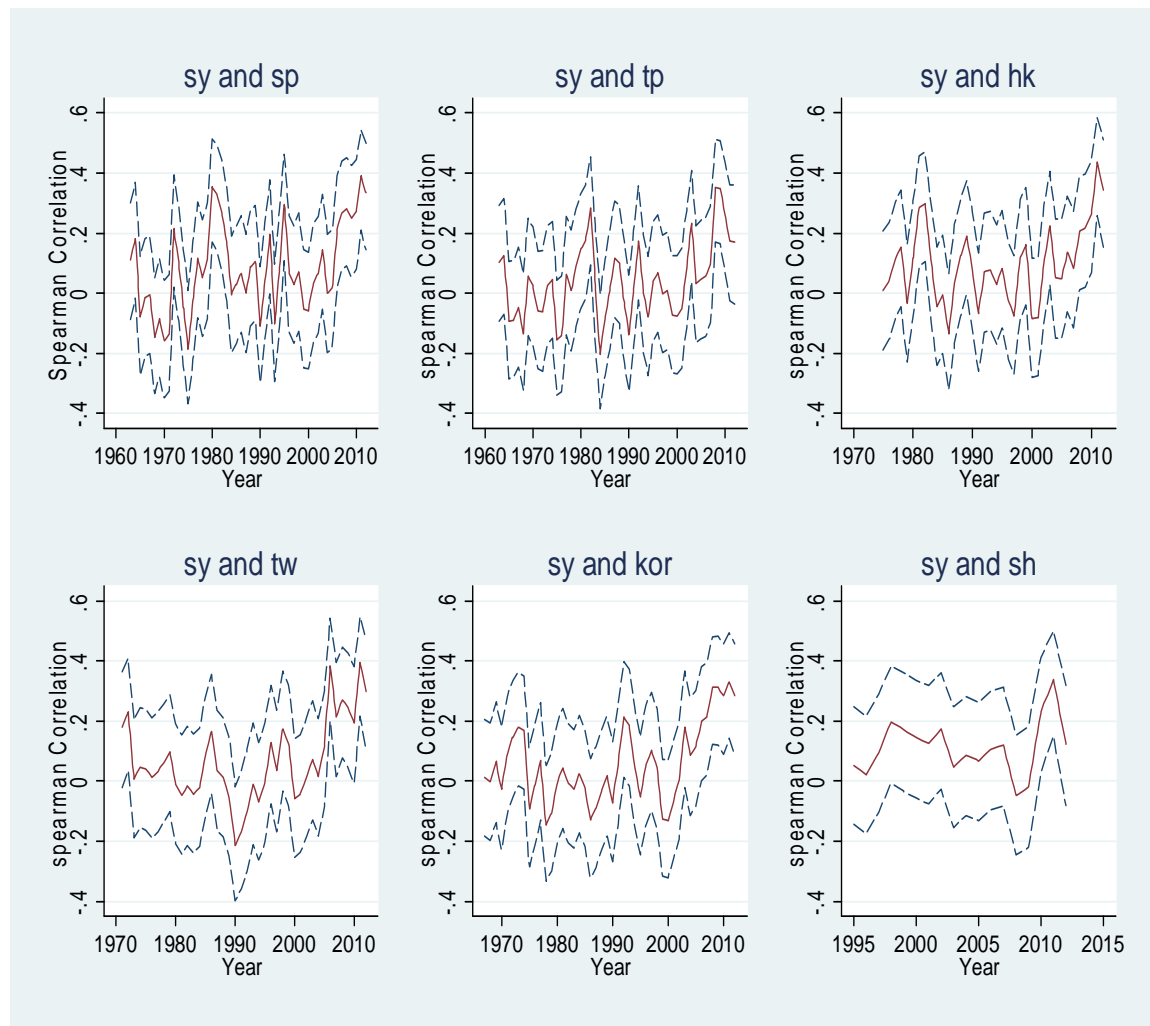 sy and sp
Spearman Correlation
.6
.4
.2
0
-.2
-.4
1960 1970 1980 1990 2000 2010
Year
sy and tp
spearman Correlation
.6
.4
.2
0
-.2
-.4
1960 1970 1980 1990 2000 2010
Year
sy and hk
spearman Correlation
.6
.4
.2
0
-.2
-.4
1970 1980 1990 2000 2010
Year
sy and tw
spearman Correlation
.6
.4
.2
0
-.2
-.4
1970 1980 1990 2000 2010
Year
sy and kor
spearman Correlation
.6
.4
.2
0
-.2
-.4
1970 1980 1990 2000 2010
Year
sy and sh
spearman Correlation
.6
.4
.2
0
-.2
-.4
1995 2000 2005 2010 2015
Year